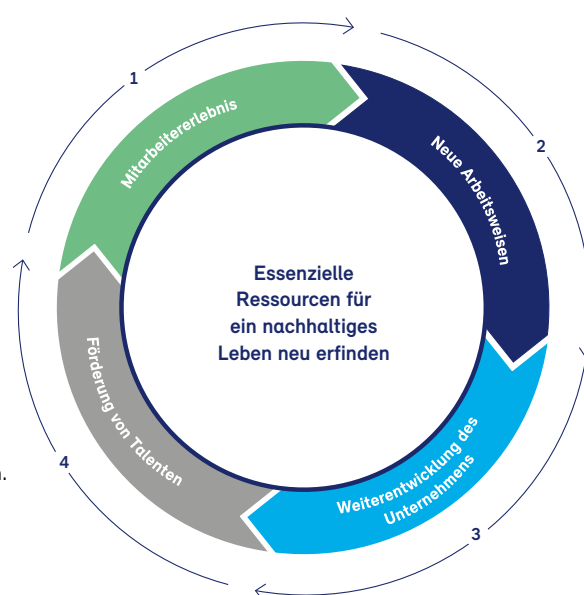 1
Mitarbeitererlebnis
2
Neue Arbeitsweisen
Essenzielle
Ressourcen für
ein nachhaltiges
Leben neu erfinden
4
Förderung von Talenten
Weiterentwicklung des
Unternehmens
3